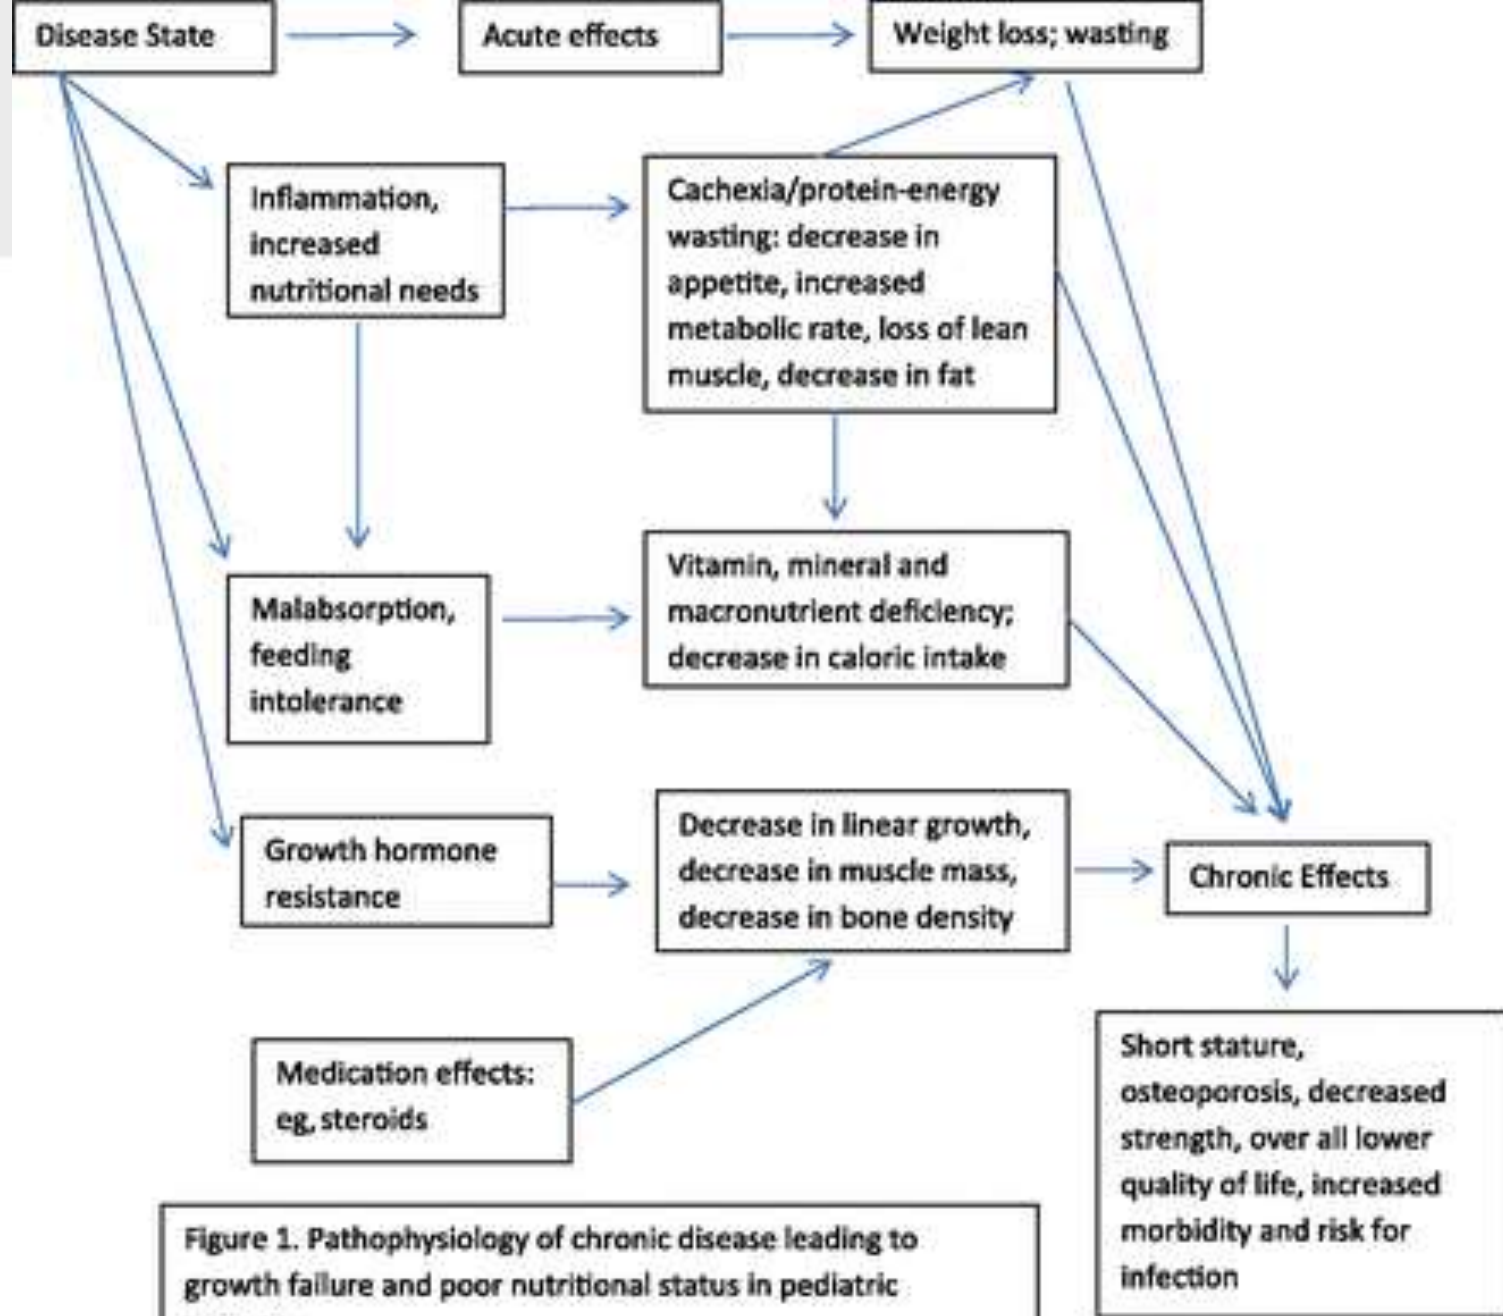 Disease State
Acute effects
Weight loss; wasting
Inflammation,
increased
nutritional needs
Cachexia/protein-energy
wasting: decrease in
appetite, increased
metabolic rate, loss of lean
muscle, decrease in fat
Malabsorption,
feeding
intolerance
Vitamin, mineral and
macronutrient deficiency;
decrease in caloric intake
Growth hormone
resistance
Decrease in linear growth,
decrease in muscle mass,
decrease in bone density
Chronic Effects
Medication effects:
eg, steroids
Short stature,
osteoporosis, decreased
strength, over all lower
quality of life, increased
morbidity and risk for
infection
Figure 1. Pathophysiology of chronic disease leading to
growth failure and poor nutritional status in pediatric